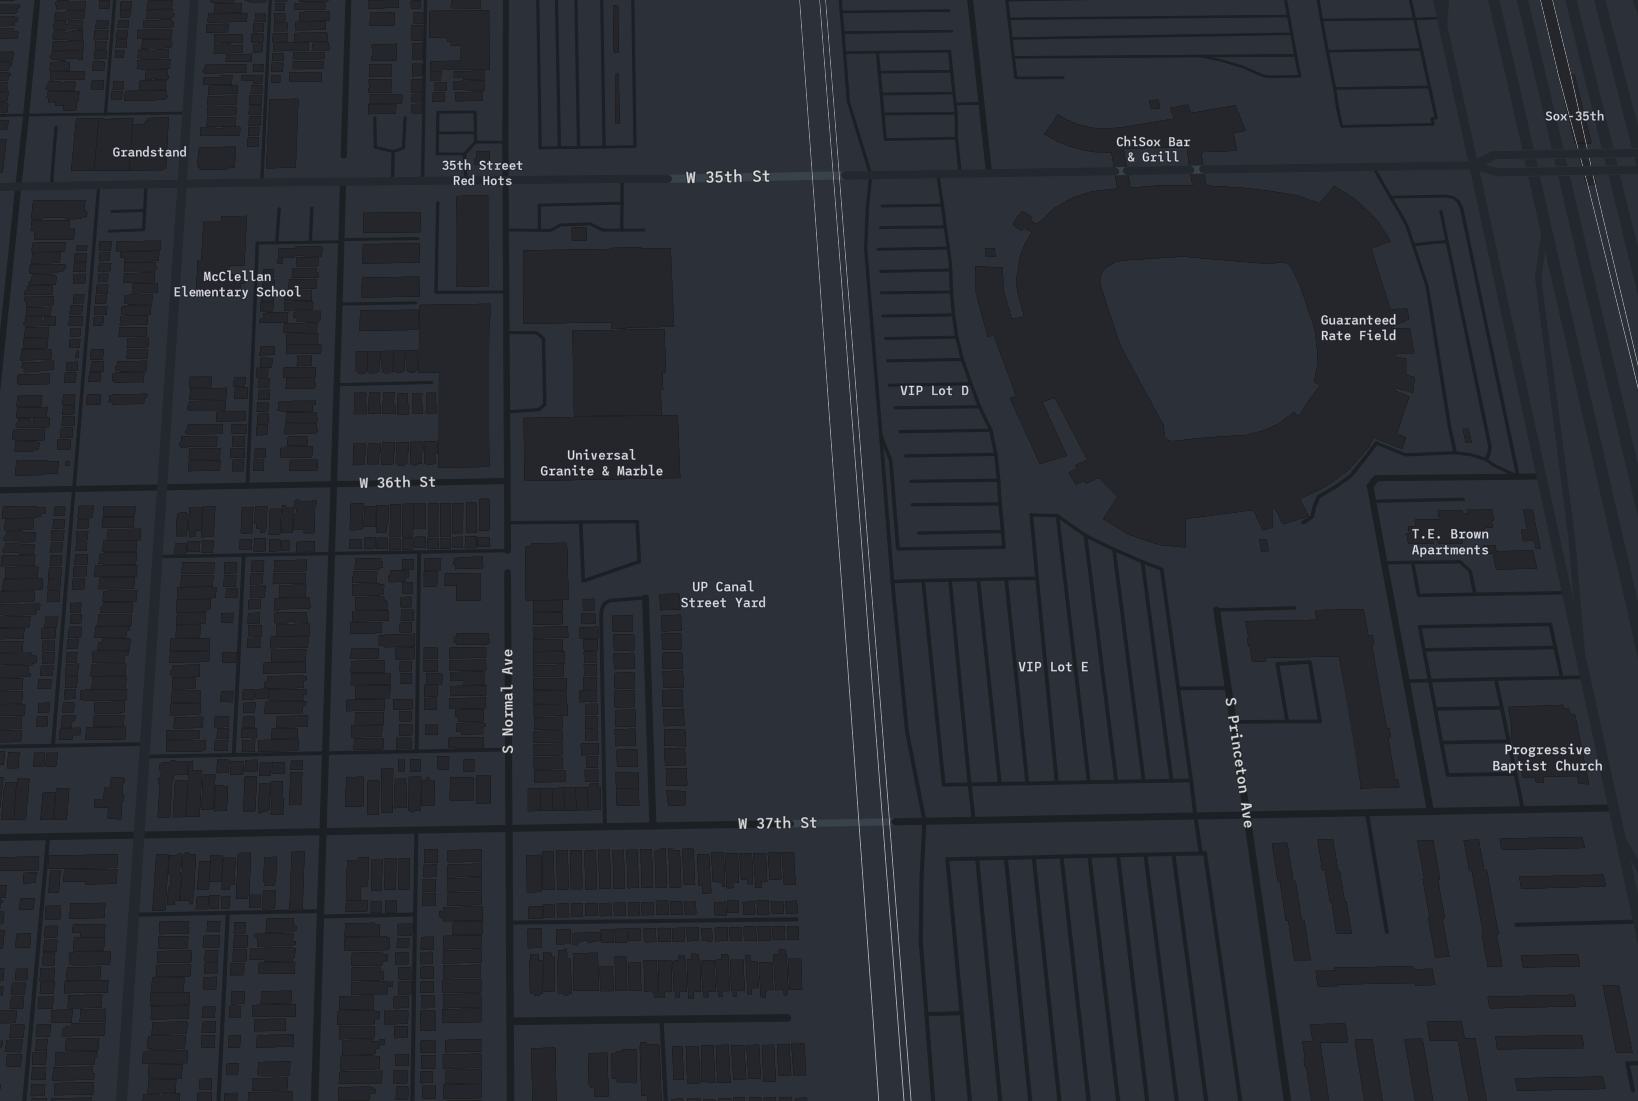 Sox-35th
Grandstand
ChiSox Bar
& Grill
35th Street
Red Hots
W 35th St
McClellan
Elementary School
Guaranteed
Rate Field
VIP Lot D
Universal
Granite & Marble
W 36th St
T.E. Brown
Apartments
UP Canal
Street Yard
VIP Lot E
S Normal Ave
S Princeton Ave
Progressive
Baptist Church
W 37th St